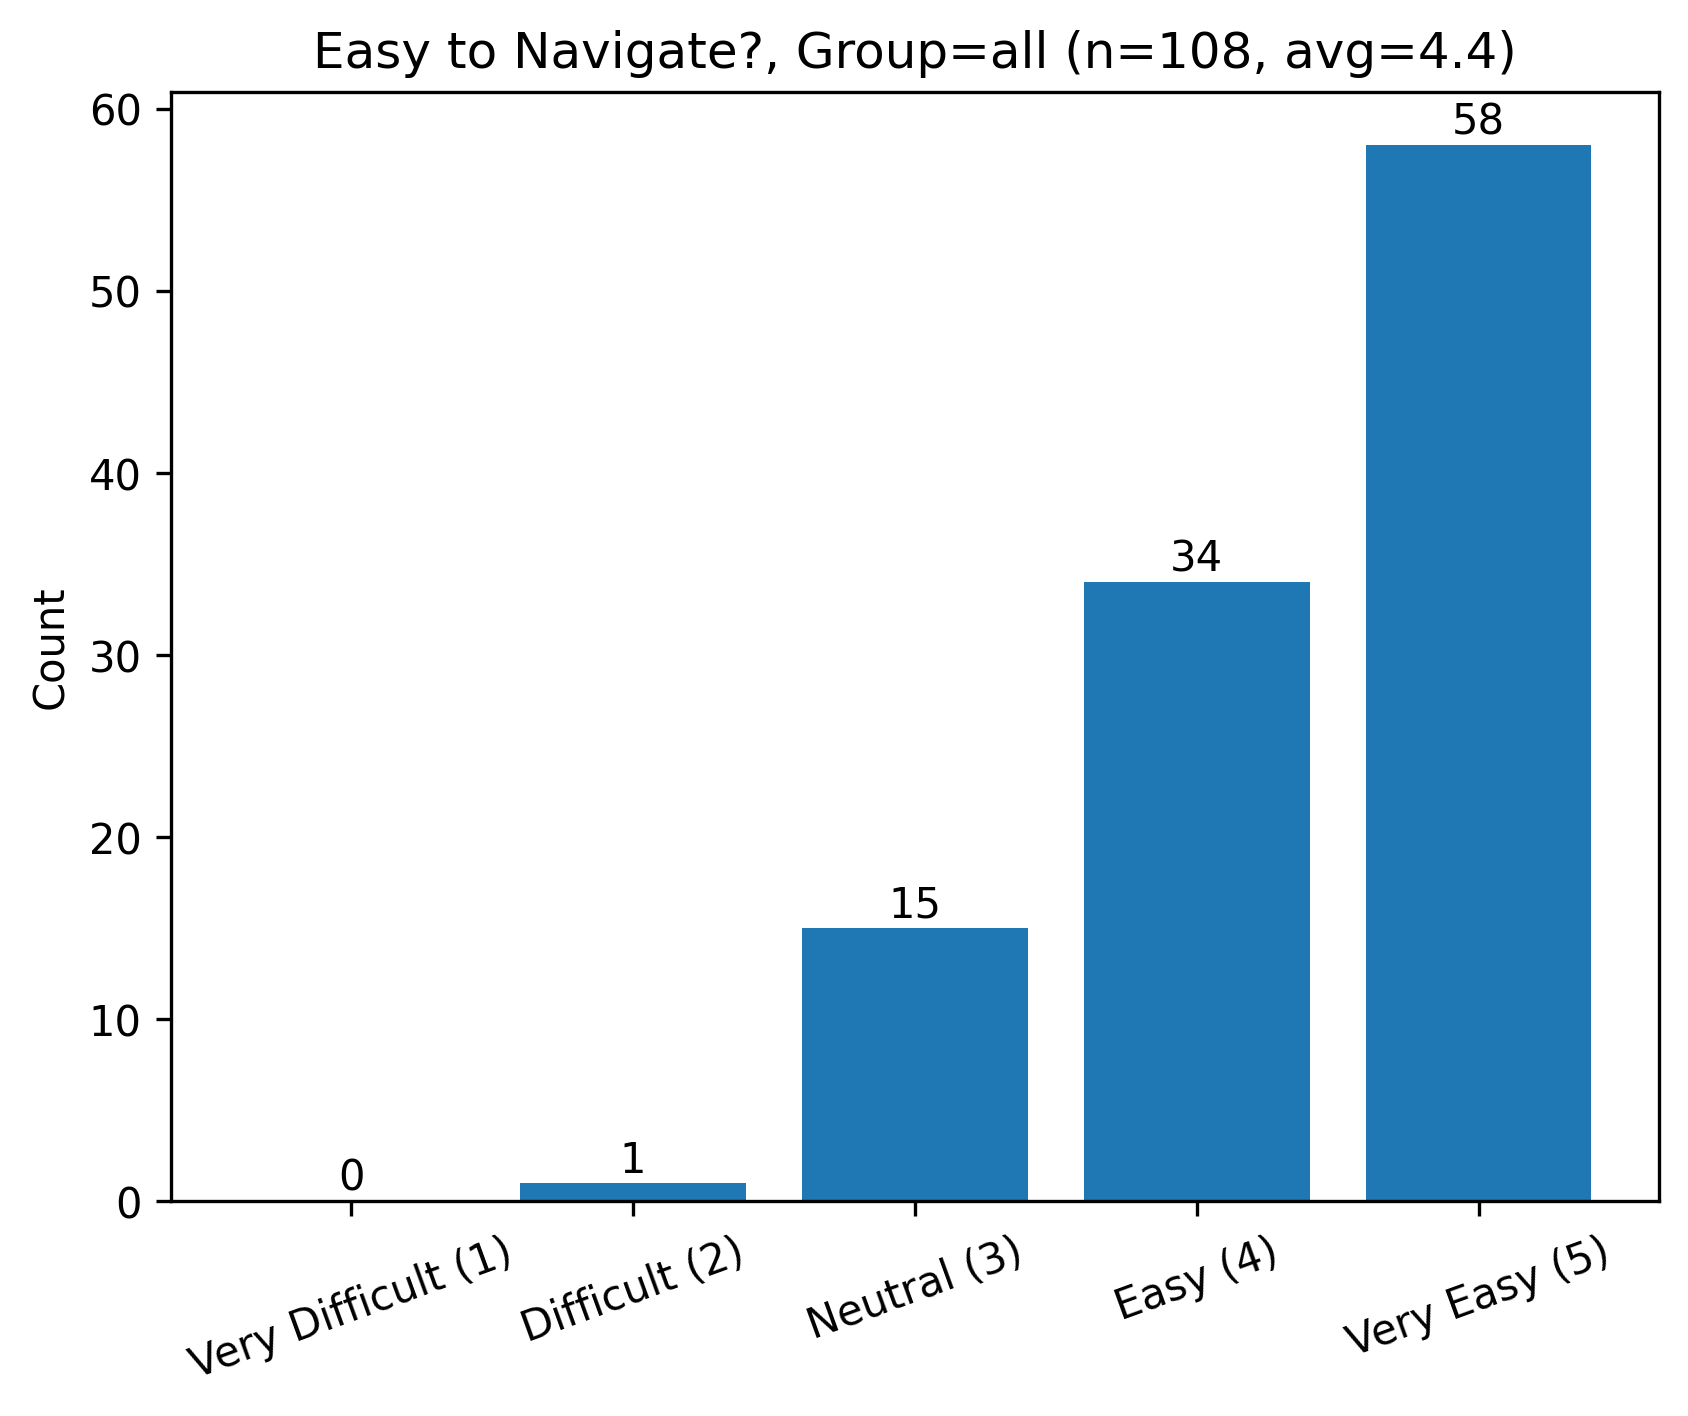 Easy to Navigate?, Group=all (n=108, avg=4.4)
60
50
40
30
20
10
0
Count
0
1
15
34
58
Very Difficult (1)
Difficult (2)
Neutral (3)
Easy (4)
Very Easy (5)